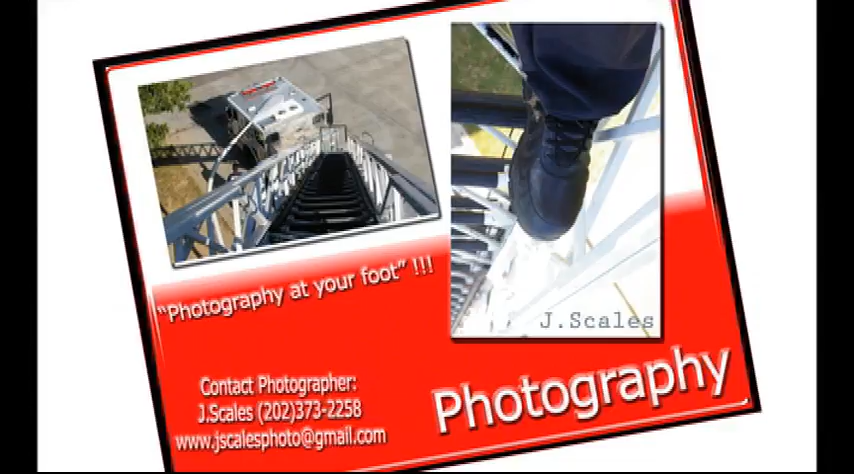 “Photography at your foot” !!!
J.Scales
Contact Photographer:
J.Scales (202)373-2258
www.jscalesphoto@gmail.com
Photography